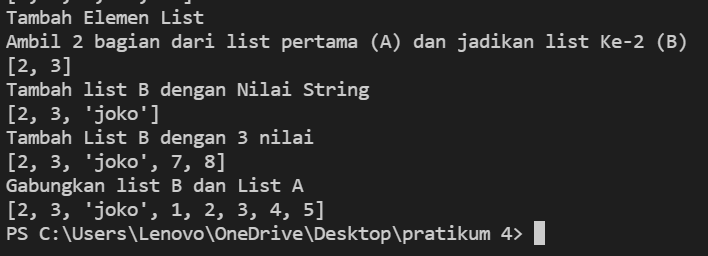 Tambah Elemen List
Ambil 2 bagian dari list pertama (A) dan jadikan list Ke-2 (B)
[2, 3]
Tambah list B dengan Nilai String
[2, 3, 'joko']
Tambah List B dengan 3 nilai
[2, 3, 'joko', 7, 8]
Gabungkan list B dan List A
[2, 3, 'joko', 1, 2, 3, 4, 5]
PS C:\Users\Lenovo\OneDrive\Desktop\pratikum 4>